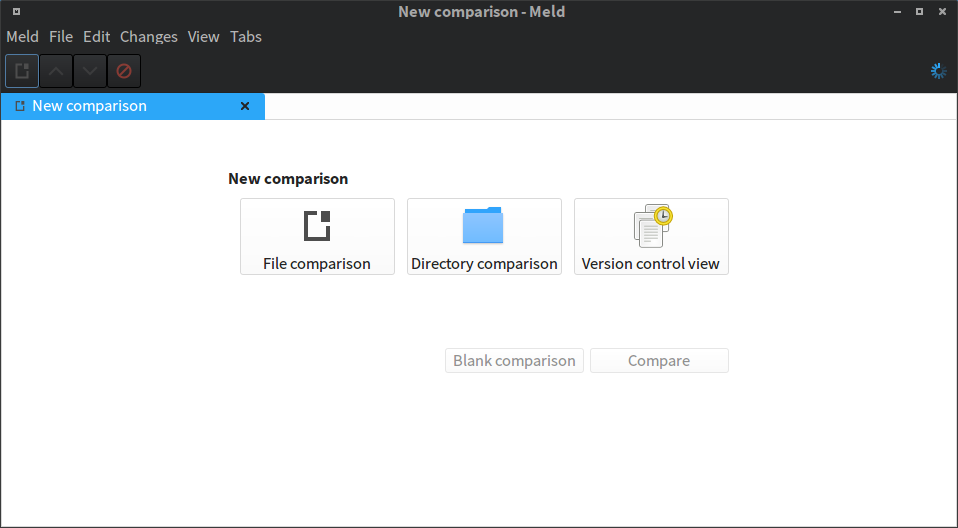 New comparison - Meld
Meld File Edit Changes View Tabs
New comparison
New comparison
File comparison Directory comparison Version control view
Blank comparison Compare